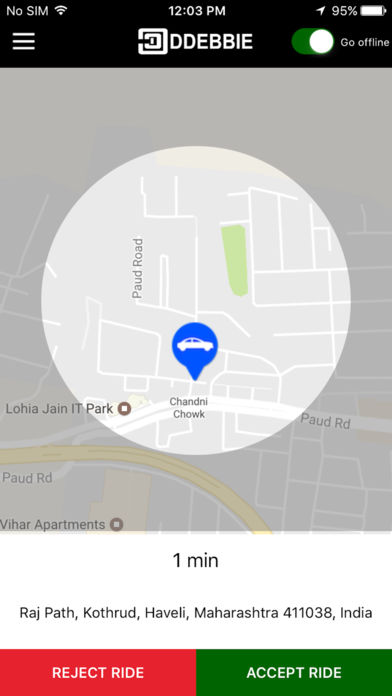 No SIM 12:03 PM 95%
DDEBBIE Go offline
Paud Road
Lohia Jain IT Park
Chandni
Chowk
Paud Rd
Paud Rd
Vihar Apartments
1 min
Raj Path, Kothrud, Haveli, Maharashtra 411038, India
REJECT RIDE ACCEPT RIDE